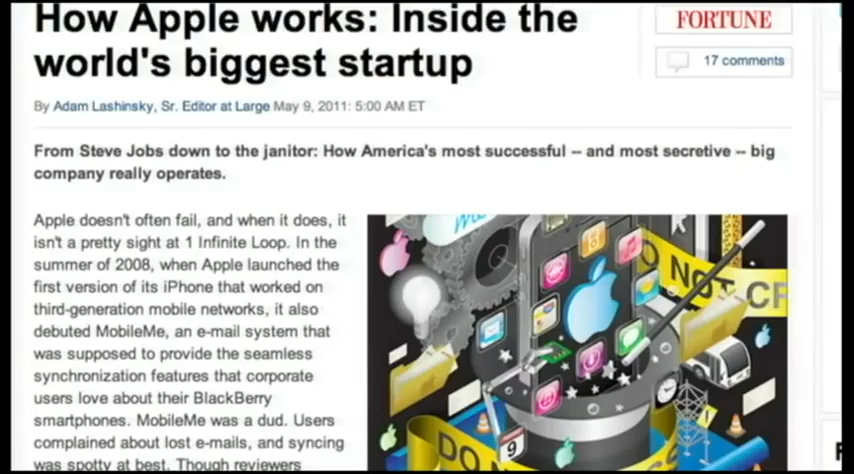 How Apple works: Inside the
world's biggest startup
FORTUNE
17 comments
By Adam Lashinsky, Sr. Editor at Large May 9, 2011: 5:00 AM ET
From Steve Jobs down to the janitor: How America's most successful -- and most secretive -- big
company really operates.
Apple doesn't often fail, and when it does, it
isn't a pretty sight at 1 Infinite Loop. In the
summer of 2008, when Apple launched the
first version of its iPhone that worked on
third-generation mobile networks, it also
debuted MobileMe, an e-mail system that
was supposed to provide the seamless
synchronization features that corporate
users love about their BlackBerry
smartphones. MobileMe was a dud. Users
complained about lost e-mails, and syncing
was spotty at best. Though reviewers
O NOT CR
9
DO N